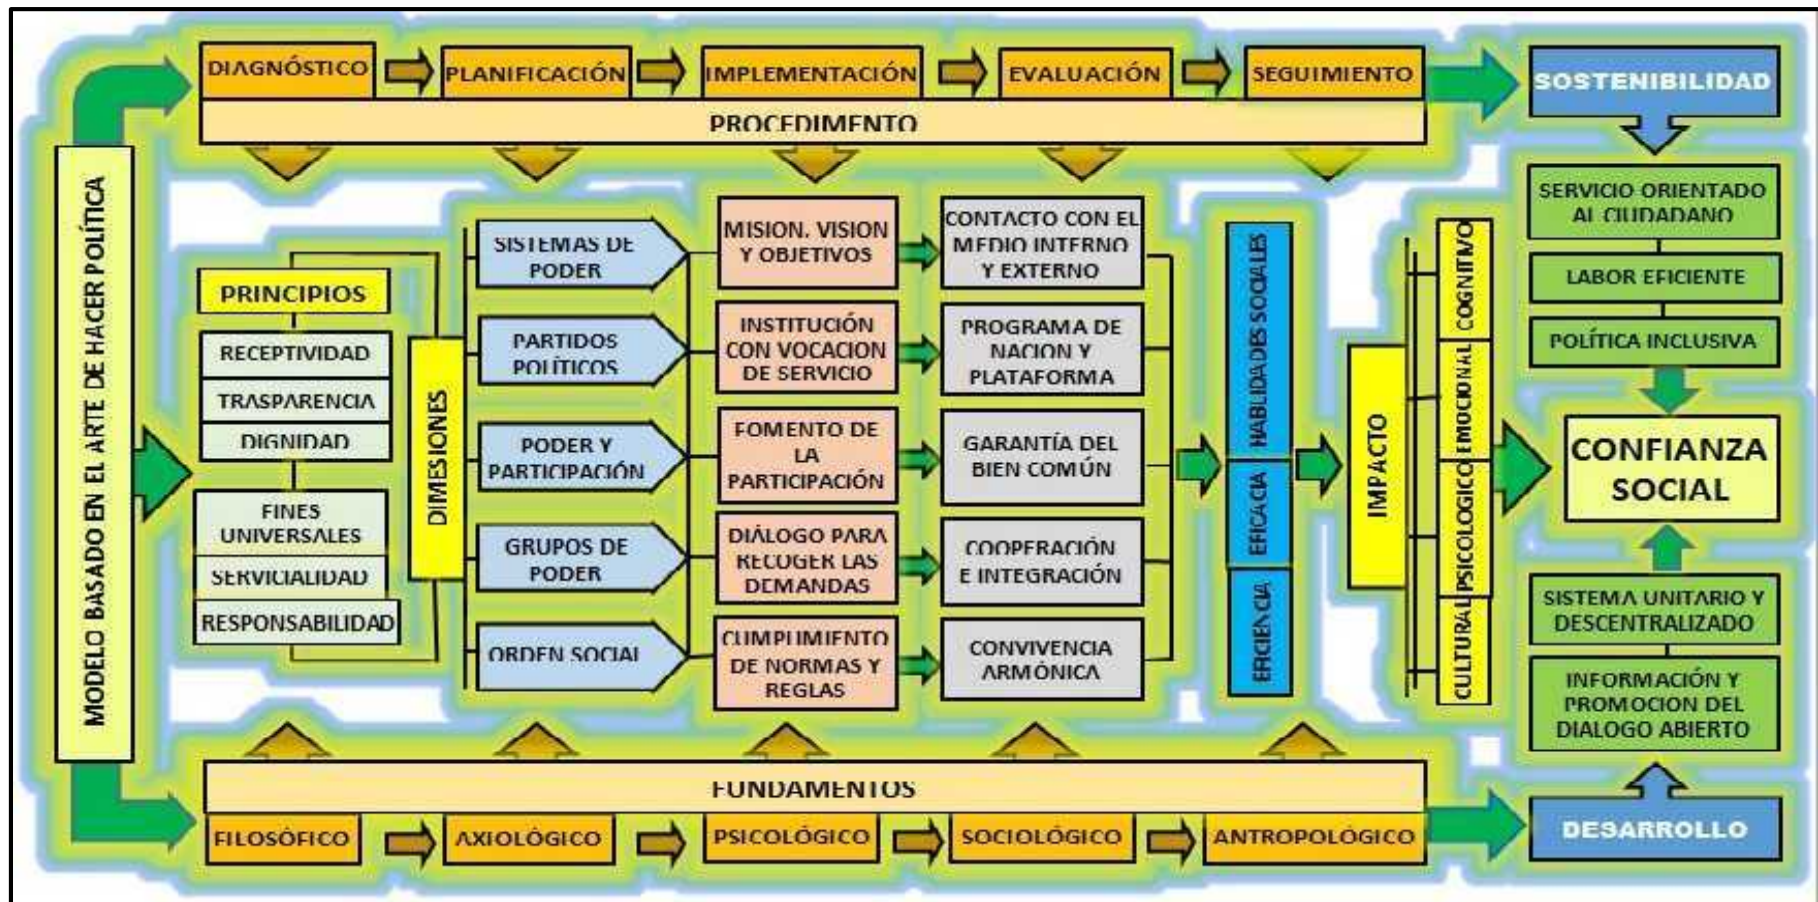 DIAGNÓSTICO
PLANIFICACIÓN
IMPLEMENTACIÓN
EVALUACIÓN
SEGUIMIENTO
PROCEDIMENTO
SOSTENIBILIDAD
MODELO BASADO EN EL ARTE DE HACER POLÍTICA
PRINCIPIOS
RECEPTIVIDAD
TRASPARENCIA
DIGNIDAD
FINES
UNIVERSALES
SERVICIALIDAD
RESPONSABILIDAD
DIMESIONES
SISTEMAS DE
PODER
PARTIDOS
POLÍTICOS
PODER Y
PARTICIPACIÓN
GRUPOS DE
PODER
ORDEN SOCIAL
MISION. VISION
Y OBJETIVOS
INSTITUCIÓN
CON VOCACION
DE SERVICIO
FOMENTO DE
LA
PARTICIPACIÓN
DIÁLOGO PARA
RECOGER LAS
DEMANDAS
CUMPLIMIENTO
DE NORMAS Y
REGLAS
CONTACTO CON EL
MEDIO INTERNO
Y EXTERNO
PROGRAMA DE
NACION Y
PLATAFORMA
GARANTÍA DEL
BIEN COMÚN
COOPERACIÓN
E INTEGRACIÓN
CONVIVENCIA
ARMÓNICA
HABLIDADES SOCIALES
EFICACIA
EFICIENCIA
IMPACTO
COGNITIVO
EMOCIONAL
PSICOLOGICO
CULTURAL
SERVICIO ORIENTADO
AL CIUDADANO
LABOR EFICIENTE
POLÍTICA INCLUSIVA
CONFIANZA
SOCIAL
SISTEMA UNITARIO Y
DESCENTRALIZADO
INFORMACIÓN Y
PROMOCION DEL
DIALOGO ABIERTO
DESARROLLO
FUNDAMENTOS
FILOSÓFICO
AXIOLÓGICO
PSICOLÓGICO
SOCIOLÓGICO
ANTROPOLÓGICO